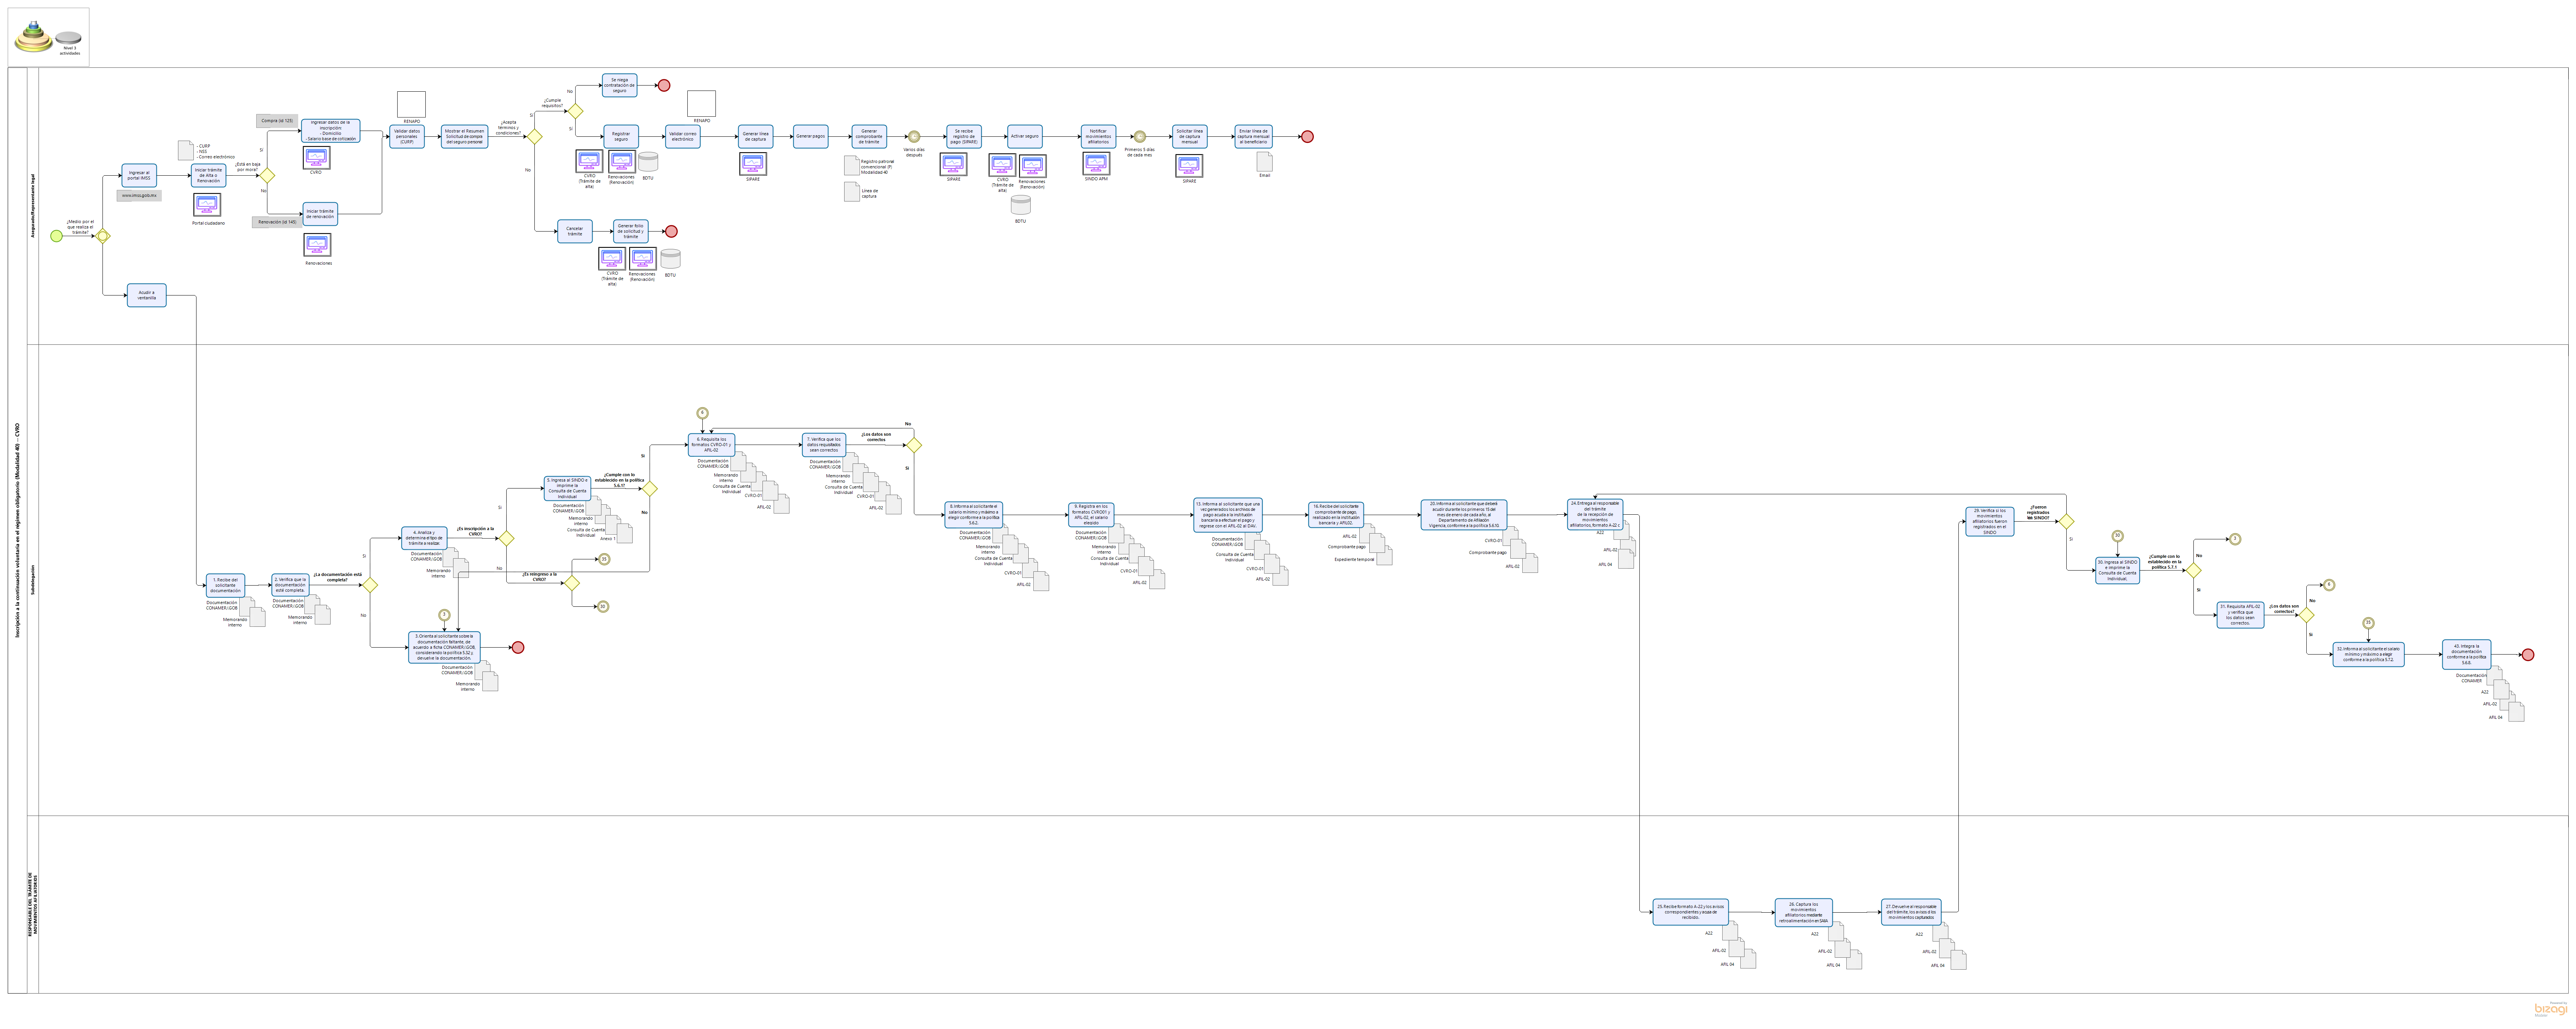 Nivel 3
actividades
Inscripción a la continuación voluntaria en el régimen obligatorio (Modalidad 40) -- CVRO
Asegurado/Representante legal
¿Medio por el
que realiza el
trámite?
Ingresar al
portal IMSS
www.imss.gob.mx
- CURP
- NSS
- Correo electrónico
Iniciar trámite
de Alta o
Renovación
Portal ciudadano
¿Está en baja
por mora?
Sí
No
Compra (id 125)
Ingresar datos de la
inscripción
- Domicilio
- Salario base de cotización
CVRO
Renovación (id 145)
Iniciar trámite
de renovación
Renovaciones
RENAPO
Validar datos
personales
(CURP)
Mostrar el Resumen
Solicitud de compra
del seguro personal
¿Acepta
términos y
condiciones?
Sí
No
¿Cumple
requisitos?
No
Sí
Se niega
contratación de
seguro
Registrar
seguro
CVRO
(Trámite de
alta)
Renovaciones
(Renovación)
BDTU
RENAPO
Validar correo
electrónico
Generar línea
de captura
SIPARE
Generar pagos
Generar
comprobante
de trámite
Registro patronal
convencional (P)
Modalidad 40
Línea de
captura
Varios días
después
Se recibe
registro de
pago (SIPARE)
SIPARE
Activar seguro
CVRO
(Trámite de
alta)
Renovaciones
(Renovación)
BDTU
Notificar
movimientos
afiliatorios
SINDO APM
Primeros 5 días
de cada mes
Solicitar línea
de captura
mensual
SIPARE
Enviar línea de
captura mensual
al beneficiario
Email
Cancelar
trámite
Generar folio
de solicitud y
trámite
CVRO
(Trámite de
alta)
Renovaciones
(Renovación)
BDTU
Acudir a
ventanilla
Subdelegación
1. Recibe del
solicitante
documentación
Documentación
CONAMER/.GOB
Memorando
interno
2. Verifica que la
documentación
esté completa.
Documentación
CONAMER/.GOB
Memorando
interno
¿La documentación está
completa?
Si
No
3
3. Orienta al solicitante sobre la
documentación faltante, de
acuerdo a ficha CONAMER/.GOB,
considerando la política 5.32 y
devuelve la documentación.
Documentación
CONAMER/.GOB
Memorando
interno
4. Analiza y
determina el tipo de
trámite a realizar.
Documentación
CONAMER/.GOB
Memorando
interno
¿Es inscripción a la
CVRO?
Si
No
¿Es reingreso a la
CVRO?
35
30
5. Ingresa al SINDO e
imprime la
Consulta de Cuenta
Individual
Documentación
CONAMER/.GOB
Memorando
interno
Consulta de Cuenta
Individual
Anexo 1
¿Cumple con lo
establecido en la política
5.6.1?
Si
No
6
6. Requisita los
formatos CVRO-01 y
AFIL-02
Documentación
CONAMER/.GOB
Memorando
interno
Consulta de Cuenta
Individual
CVRO-01
AFIL-02
7. Verifica que los
datos requisitados
sean correctos
Documentación
CONAMER/.GOB
Memorando
interno
Consulta de Cuenta
Individual
CVRO-01
AFIL-02
¿Los datos son
correctos
No
Si
8. Informa al solicitante el
salario mínimo y máximo a
elegir conforme a la política
5.6.2.
Documentación
CONAMER/.GOB
Memorando
interno
Consulta de Cuenta
Individual
CVRO-01
AFIL-02
9. Registra en los
formatos CVRO01 y
AFIL-02, el salario
elegido
Documentación
CONAMER/.GOB
Memorando
interno
Consulta de Cuenta
Individual
CVRO-01
AFIL-02
15. Informa al solicitante que una
vez generados los archivos de
pago acuda a la institución
bancaria a efectuar el pago y
regrese con el AFIL-02 al DAV.
Documentación
CONAMER/.GOB
Consulta de Cuenta
Individual
CVRO-01
AFIL-02
Recibe del solicitante
comprobante de pago,
realizado en la institución
bancaria y AFIL02.
AFIL-02
Comprobante pago
Expediente temporal
20. Informa al solicitante que deberá
acudir durante los primeros 15 del
mes de enero de cada año, al
Departamento de Afiliación
Vigencia, conforme a la política 5.6.10.
CVRO-01
Comprobante pago
AFIL-02
24. Entrega al responsable
del trámite
de la recepción de
movimientos
afiliatorios, formato A-22 c
A22
AFIL-02
AFIL 04
29. Verifica si los
movimientos
afiliatorios fueron
registrados en el
SINDO
¿Fueron
registrados
en SINDO?
No
Si
30
30. Ingresa al SINDO
e imprime la
Consulta de Cuenta
Individual.
¿Cumple con lo
establecido en la
política 5.7.1
No
3
Si
31. Requisita AFIL-02
y verifica que
los datos sean
correctos.
¿Los datos son
correctos?
No
6
Si
35
32. Informa al solicitante el salario
mínimo y máximo a elegir
conforme a la política 5.7.2.
43. Integra la
documentación
conforme a la política
5.6.8.
Documentación
CONAMER
A22
AFIL-02
AFIL 04
RESPONSABLE DEL TRÁMITE DE
MOVIMIENTOS AFILIATORIOS
25. Recibe formato A-22 y los avisos
correspondientes y acusa de
recibido.
A22
AFIL-02
AFIL 04
26. Captura los
movimientos
afiliatorios mediante
retroalimentación en SIMA
A22
AFIL-02
AFIL 04
27. Devuelve al responsable
del trámite, los avisos o los
movimientos capturados.
A22
AFIL-02
AFIL 04
Powered by
bizagi
Modeler